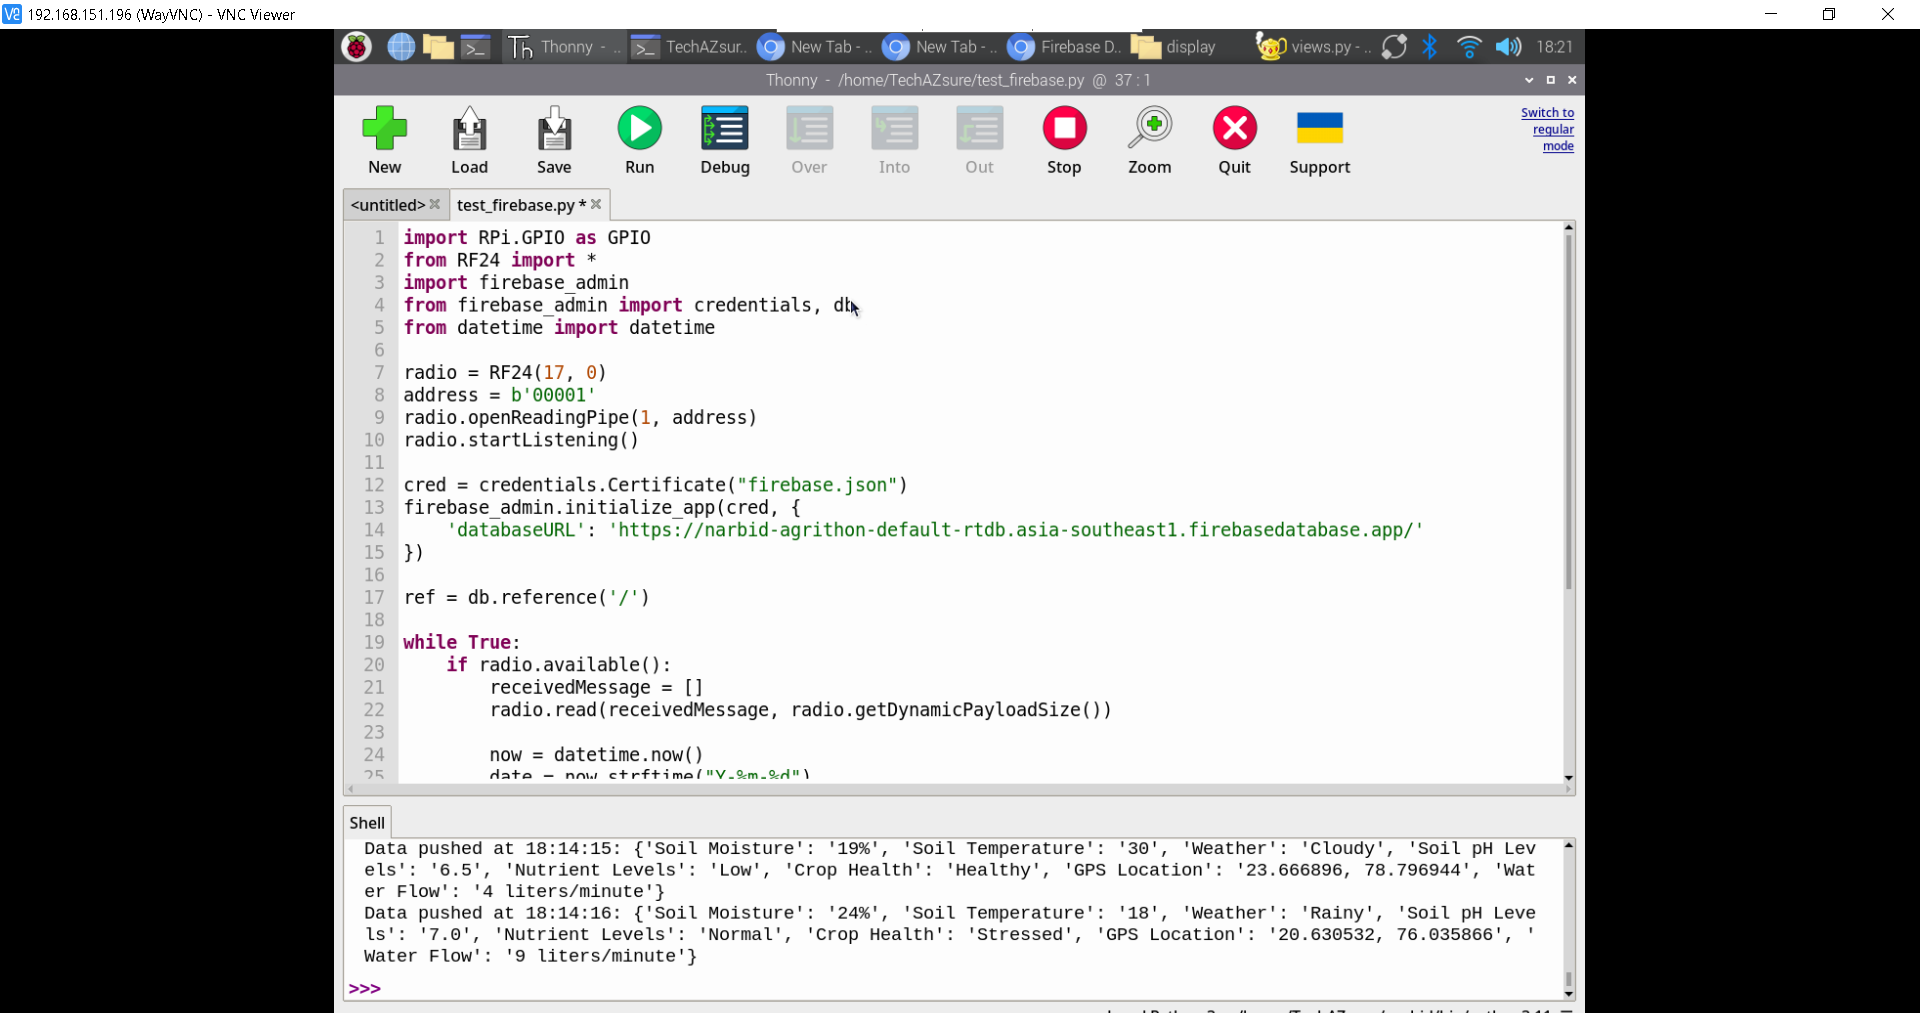 192.168.151.196 (WayVNC) - VNC Viewer
Thonny - ..
TechAZsur..
New Tab - ..
New Tab - ..
Firebase D..
display
views.py - ..
18:21
Thonny - /home/TechAZsure/test_firebase.py @ 37 : 1
New
Load
Save
Run
Debug
Over
Into
Out
Stop
Zoom
Quit
Support
Switch to
regular
mode
<untitled>
test_firebase.py *
1 import RPi.GPIO as GPIO
2 from RF24 import *
3 import firebase_admin
4 from firebase_admin import credentials, db
5 from datetime import datetime
6
7 radio = RF24(17, 0)
8 address = b'00001'
9 radio.openReadingPipe(1, address)
10 radio.startListening()
11
12 cred = credentials.Certificate("firebase.json")
13 firebase_admin.initialize_app(cred, {
14     'databaseURL': 'https://narbid-agrithon-default-rtdb.asia-southeast1.firebasedatabase.app/'
15 })
16
17 ref = db.reference('/')
18
19 while True:
20     if radio.available():
21         receivedMessage = []
22         radio.read(receivedMessage, radio.getDynamicPayloadSize())
23
24         now = datetime.now()
25         date = now.strftime("Y-%m-%d")
Shell
Data pushed at 18:14:15: {'Soil Moisture': '19%', 'Soil Temperature': '30', 'Weather': 'Cloudy', 'Soil pH Lev
els': '6.5', 'Nutrient Levels': 'Low', 'Crop Health': 'Healthy', 'GPS Location': '23.666896, 78.796944', 'Wat
er Flow': '4 liters/minute'}
Data pushed at 18:14:16: {'Soil Moisture': '24%', 'Soil Temperature': '18', 'Weather': 'Rainy', 'Soil pH Leve
ls': '7.0', 'Nutrient Levels': 'Normal', 'Crop Health': 'Stressed', 'GPS Location': '20.630532, 76.035866', '
Water Flow': '9 liters/minute'}
>>>